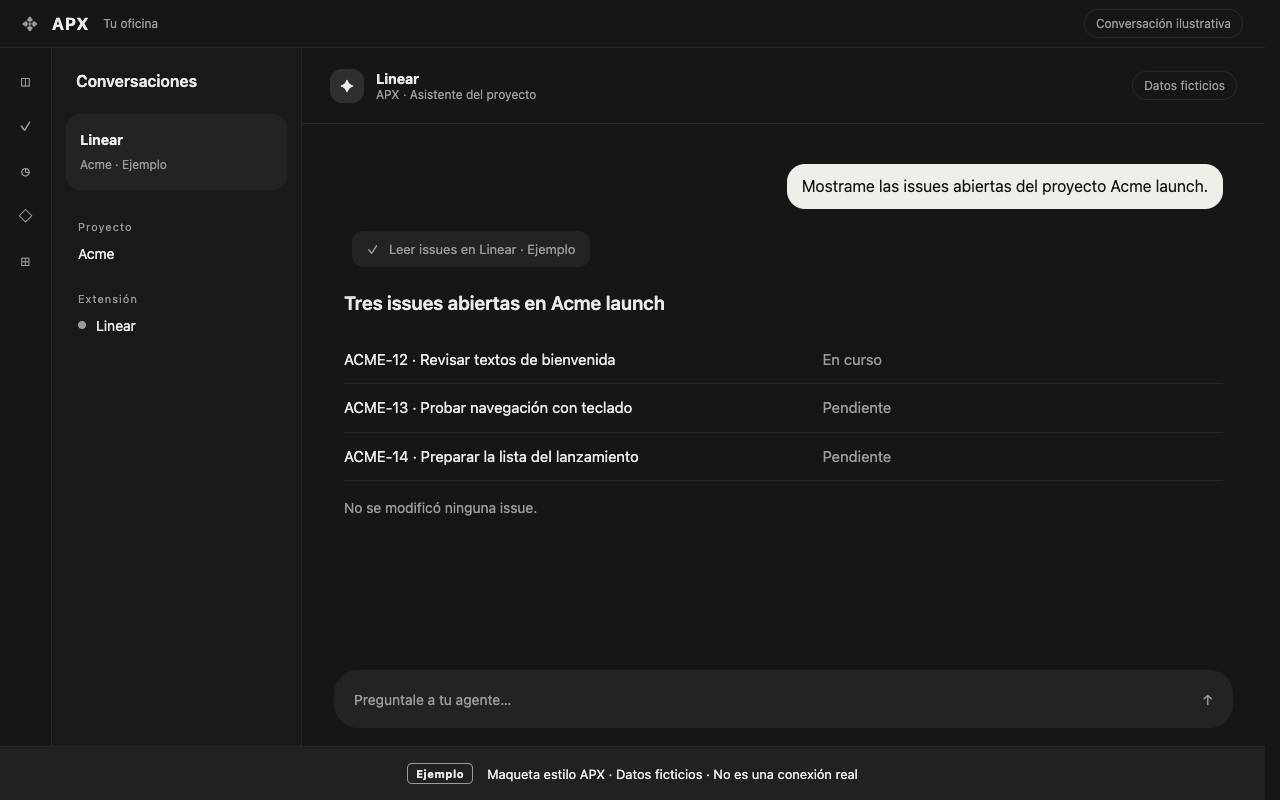 APX Tu oficina
Conversación ilustrativa
Conversaciones
Linear
Acme · Ejemplo
Proyecto
Acme
Extensión
Linear
Linear
APX · Asistente del proyecto
Datos ficticios
Mostrame las issues abiertas del proyecto Acme launch.
Leer issues en Linear · Ejemplo
Tres issues abiertas en Acme launch
ACME-12 · Revisar textos de bienvenida En curso
ACME-13 · Probar navegación con teclado Pendiente
ACME-14 · Preparar la lista del lanzamiento Pendiente
No se modificó ninguna issue.
Preguntale a tu agente...
Ejemplo Maqueta estilo APX · Datos ficticios · No es una conexión real